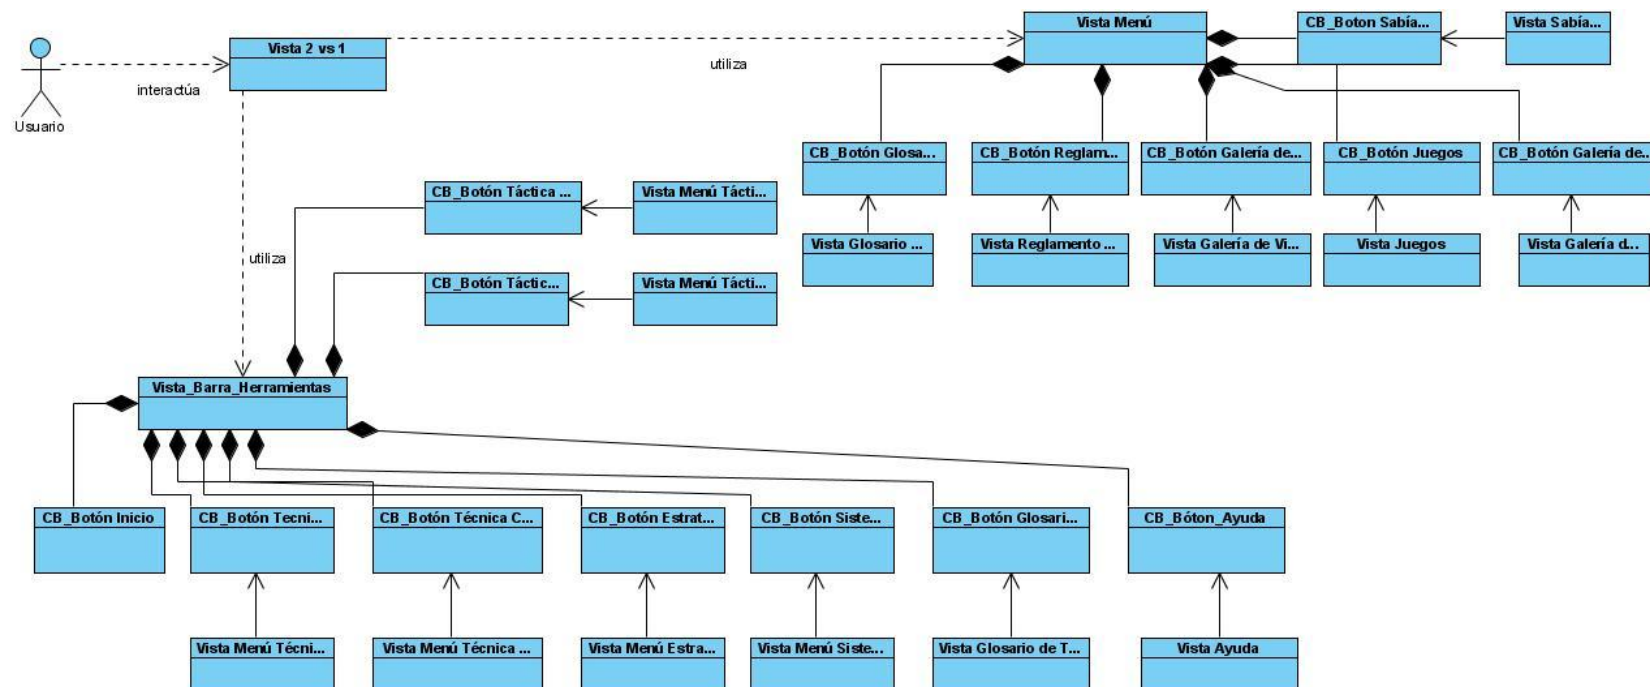 Vista Menú
CB_Boton Sabía...
Vista Sabía...
Vista 2 vs 1
utiliza
interactúa
Usuario
CB_Botón Glosa...
CB_Botón Reglam...
CB_Botón Galería de...
CB_Botón Juegos
CB_Botón Galería de...
CB_Botón Táctica ...
Vista Menú Tácti...
Vista Glosario ...
Vista Reglamento ...
Vista Galería de Vi...
Vista Juegos
Vista Galería d...
utiliza
CB_Botón Táctic...
Vista Menú Tácti...
Vista_Barra_Herramientas
CB_Botón Inicio
CB_Botón Tecni...
CB_Botón Técnica C...
CB_Botón Estrat...
CB_Botón Siste...
CB_Botón Glosari...
CB_Bóton_Ayuda
Vista Menú Técni...
Vista Menú Técnica ...
Vista Menú Estra...
Vista Menú Siste...
Vista Glosario de T...
Vista Ayuda